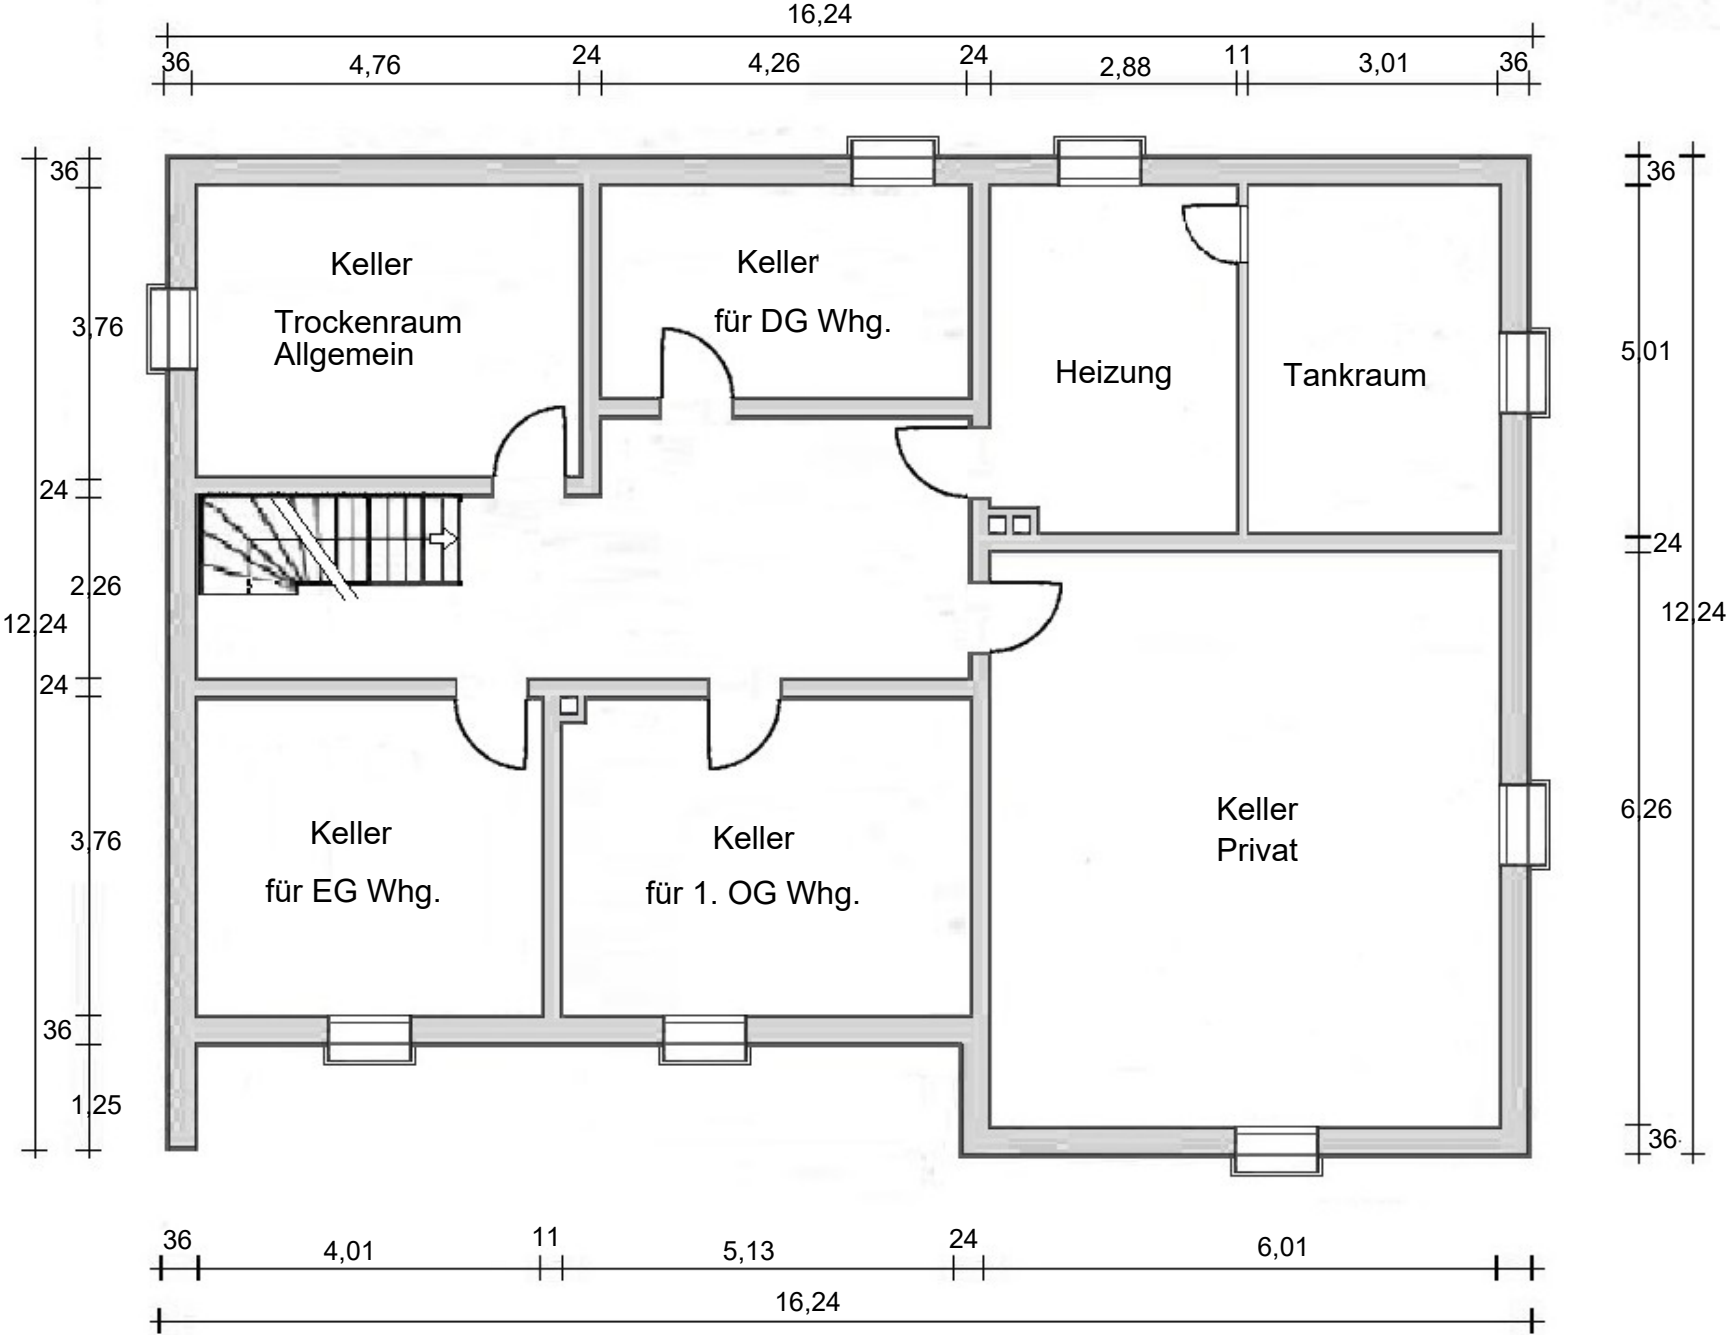 16,24
36 4,76 24 4,26 24 2,88 11 3,01 36
36
36
Keller
Trockenraum
Allgemein
Keller
für DG Whg.
Heizung
Tankraum
3,76
5,01
24
24
2,26
12,24
12,24
24
Keller
Privat
6,26
Keller
für EG Whg.
Keller
für 1. OG Whg.
3,76
36
1,25
36
36 4,01 11 5,13 24 6,01
16,24